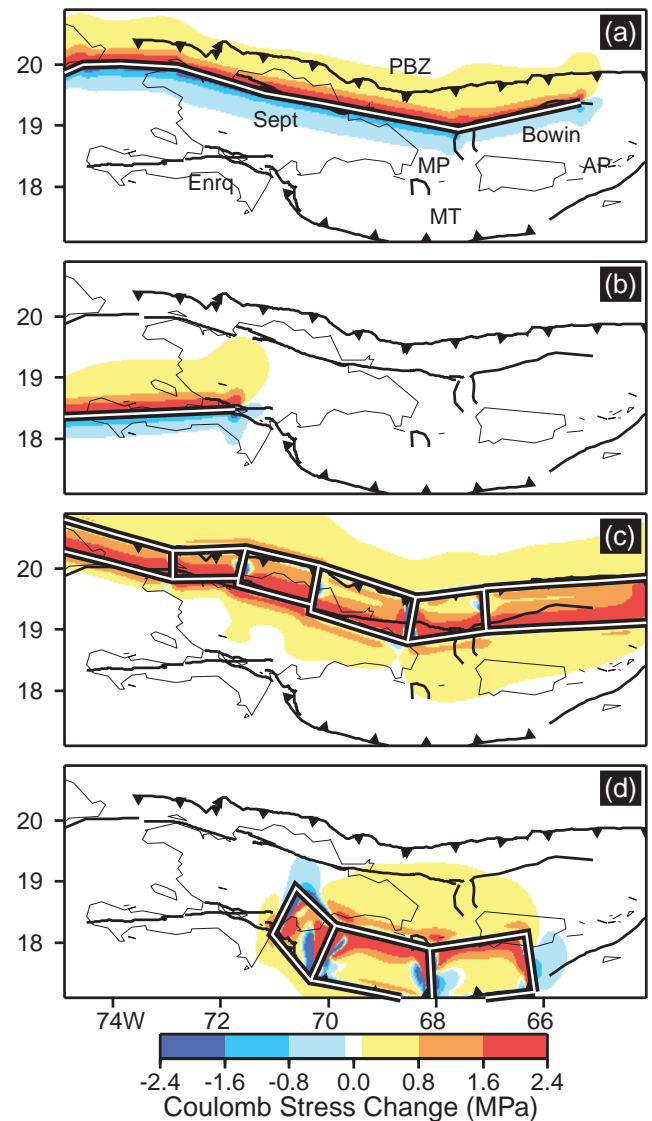 (a)
20
PBZ
19
Sept
Bowin
MP
AP
18
Enrq
MT
(b)
20
19
18
(c)
20
19
18
(d)
20
19
18
74W 72 70 68 66
-2.4 -1.6 -0.8 0.0 0.8 1.6 2.4
Coulomb Stress Change (MPa)